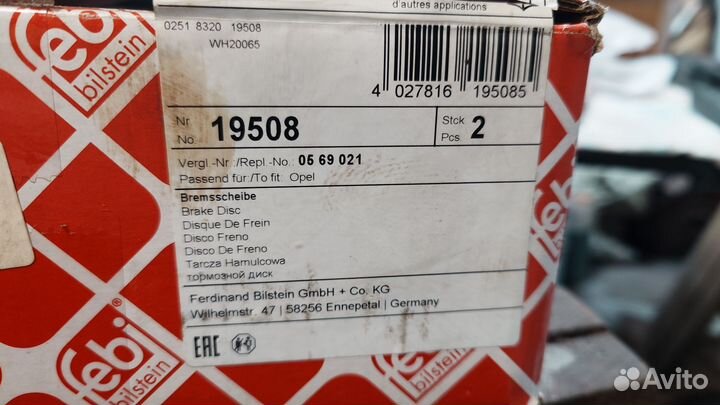 d'autres applications
0251 8320 19508
WH20065
4 027816 195085
Nr
No 19508
Stck
Pcs 2
Vergl.-Nr.:/Repl.-No.: 05 69 021
Passend für:/To fit: Opel
Bremsscheibe
Brake Disc
Disque De Frein
Disco Freno
Disco De Freno
Tarcza Hamulcowa
тормозной диск
Ferdinand Bilstein GmbH + Co. KG
Wilhelmstr. 47 | 58256 Ennepetal | Germany
EAC
febi
bilstein
febi
febi
bilstein
febi
bilstein
Avito